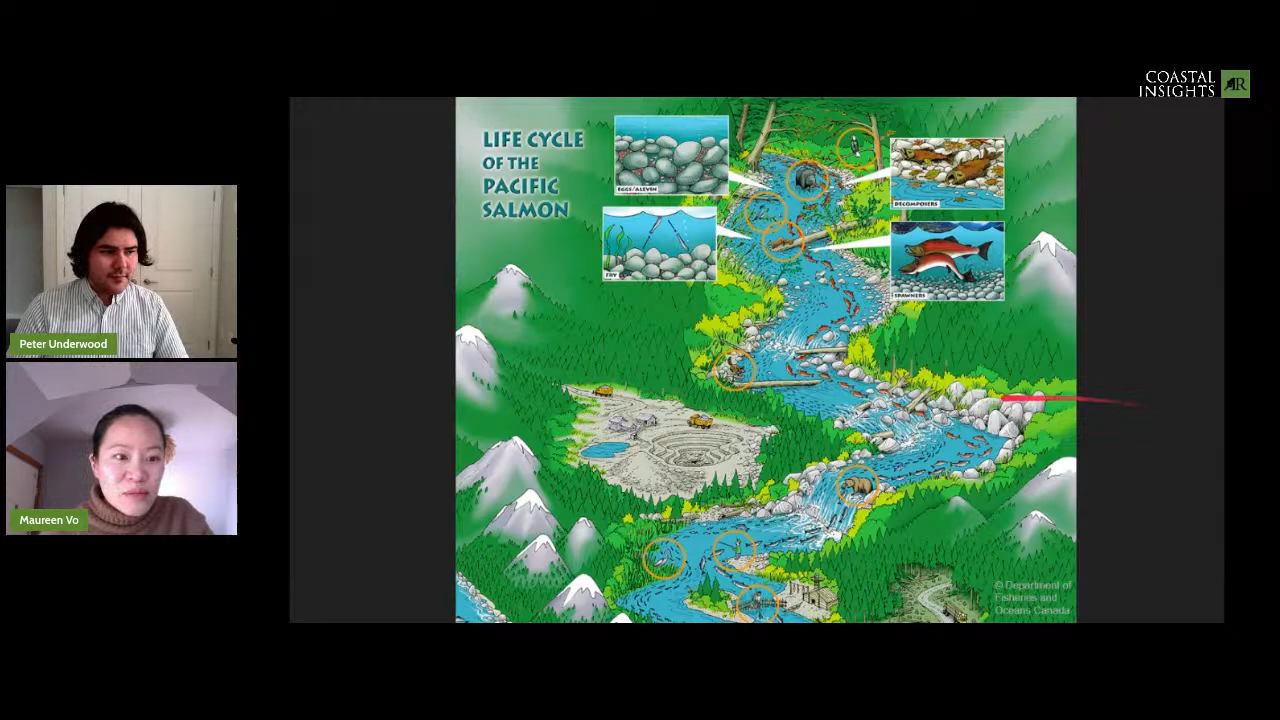 COASTAL
INSIGHTS
LIFE CYCLE
OF THE
PACIFIC
SALMON
EGGS/ALEVIN
DECOMPOSERS
FRY
SPAWNERS
Peter Underwood
Maureen Vo
© Department of
Fisheries and
Oceans Canada